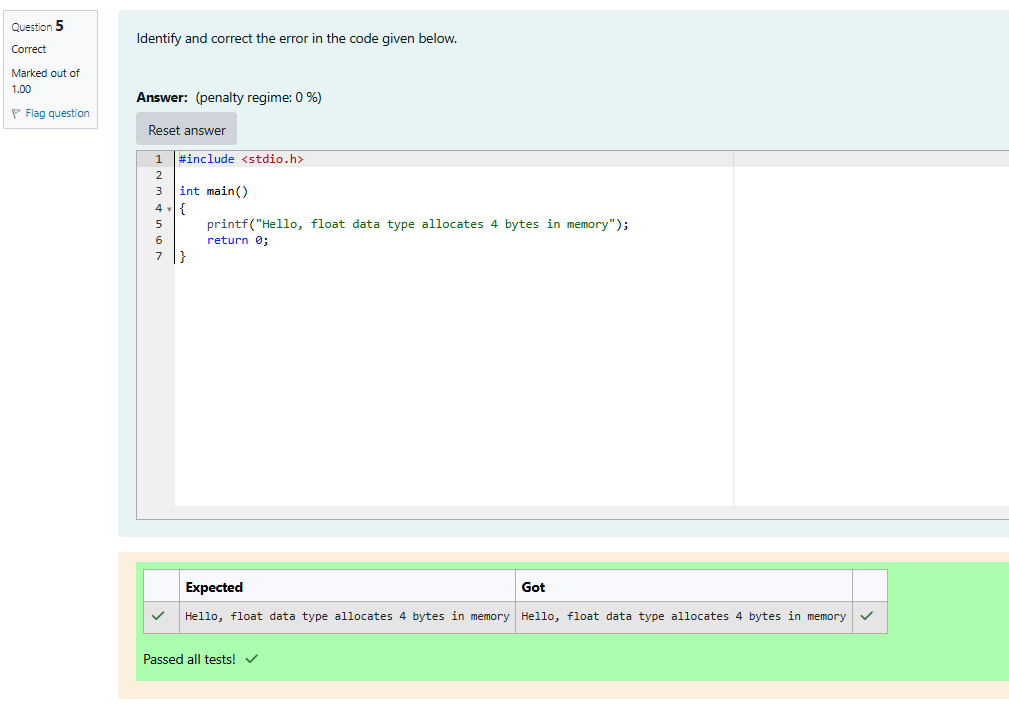 Question 5
Correct
Marked out of
1.00
Flag question
Identify and correct the error in the code given below.
Answer: (penalty regime: 0 %)
Reset answer
1 #include <stdio.h>
2
3 int main()
4 {
5     printf("Hello, float data type allocates 4 bytes in memory");
6     return 0;
7 }
Expected Got
Hello, float data type allocates 4 bytes in memory Hello, float data type allocates 4 bytes in memory
Passed all tests!